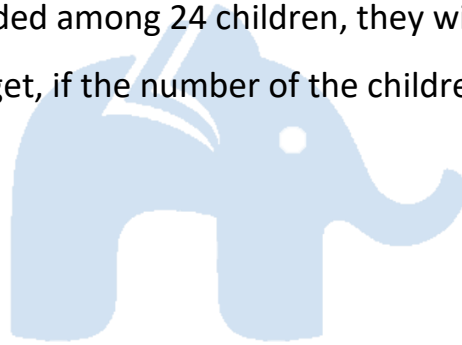 ded among 24 children, they wi
get, if the number of the childre